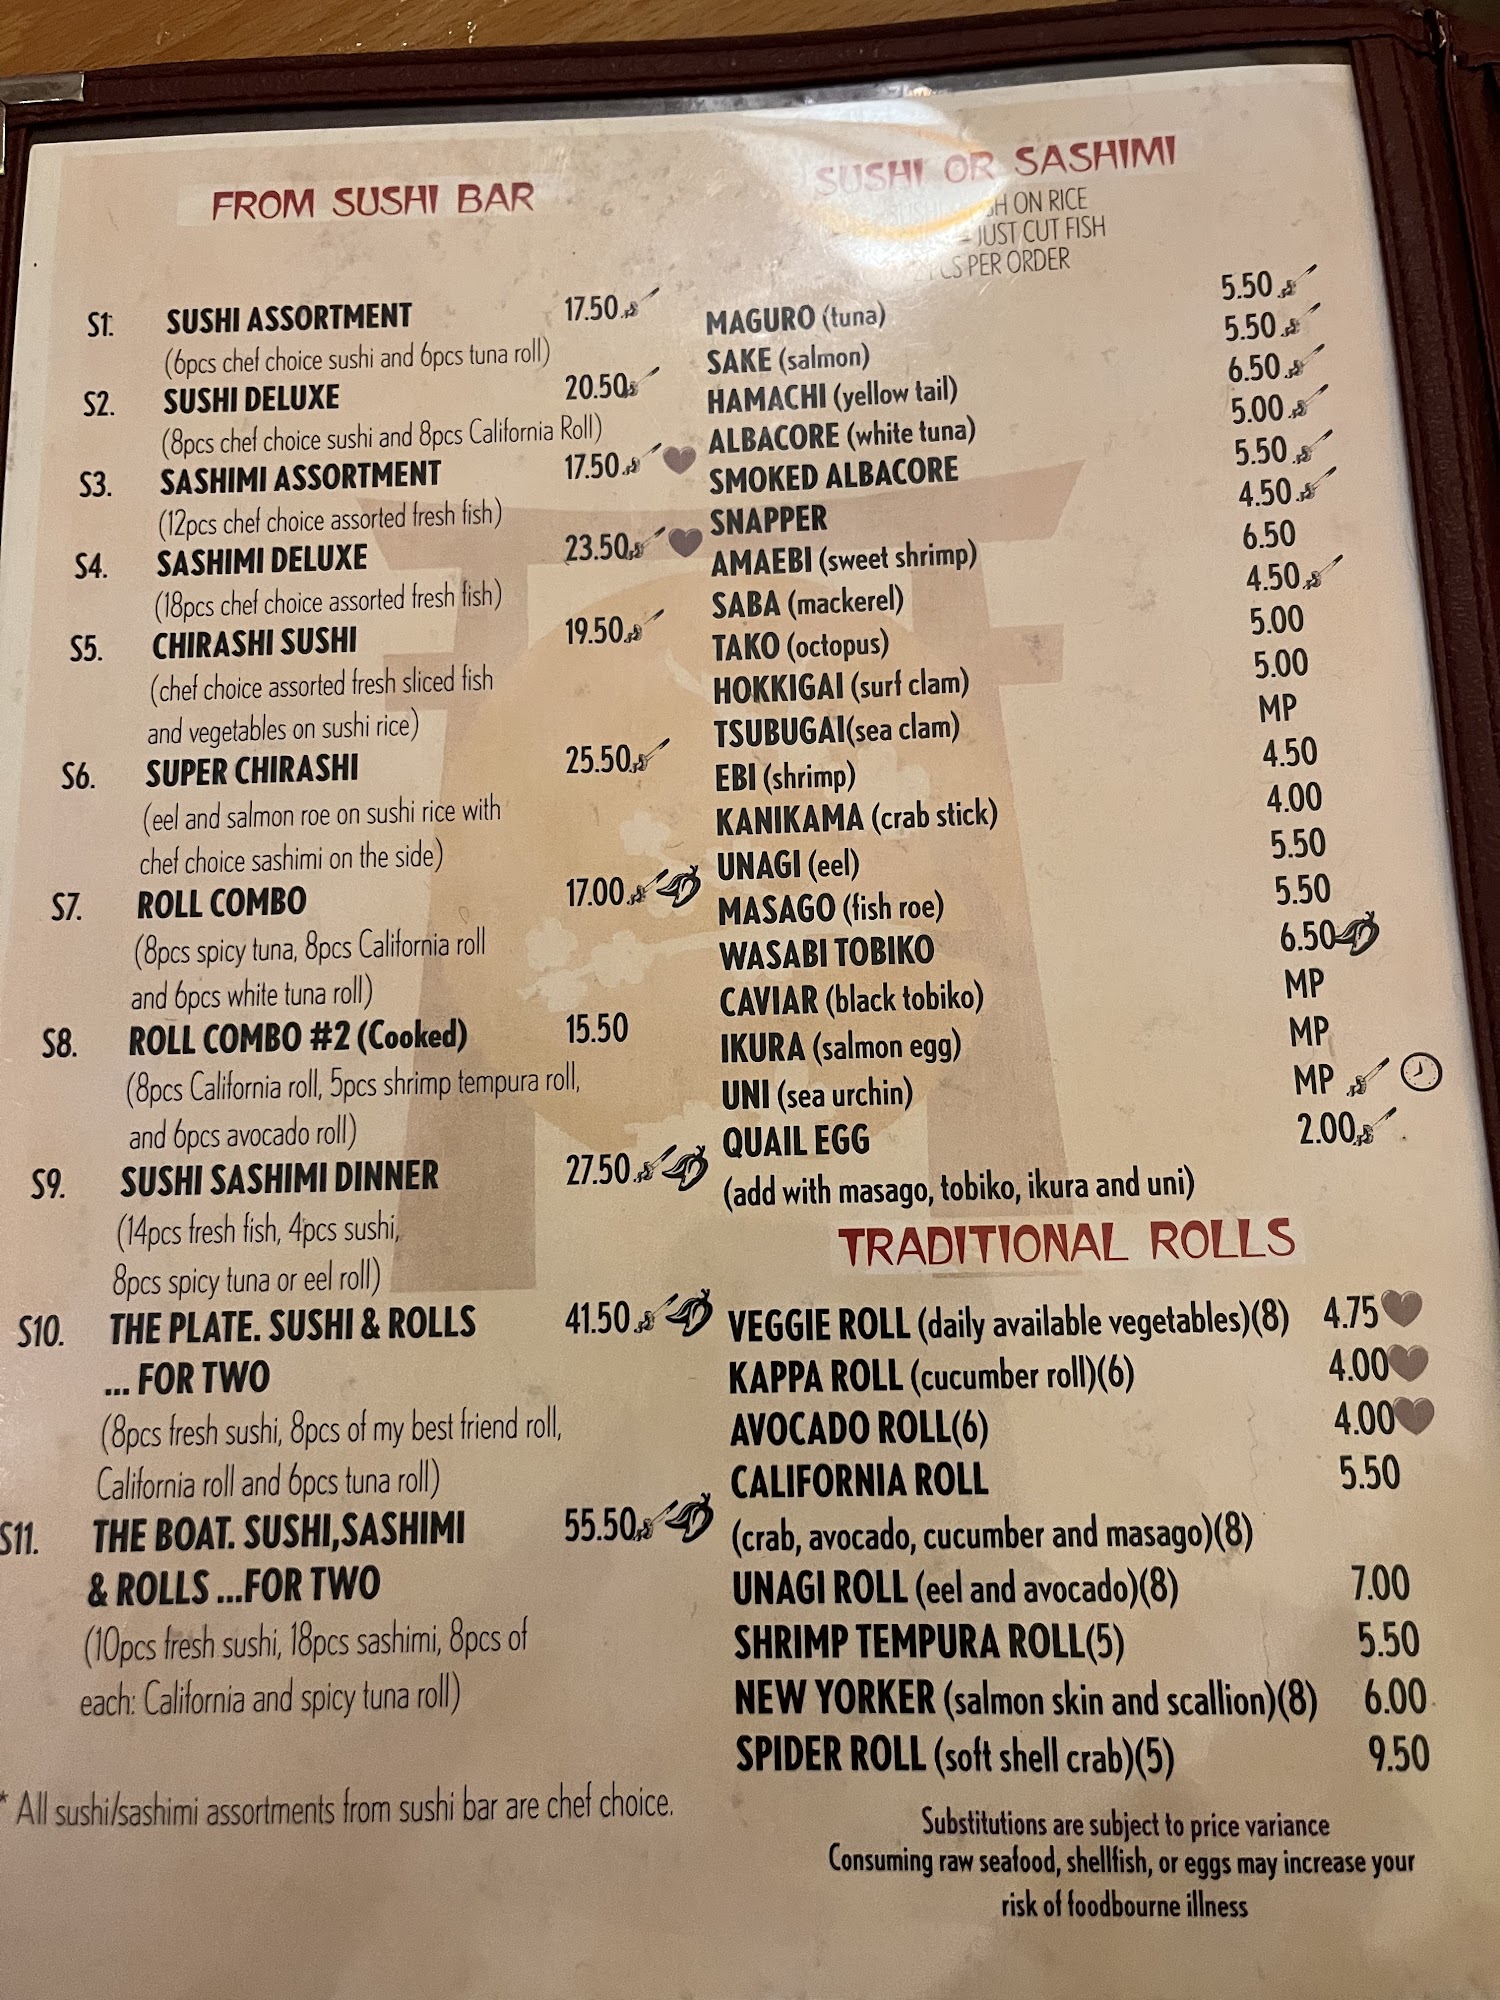 FROM SUSHI BAR
S1. SUSHI ASSORTMENT 17.50
(6pcs chef choice sushi and 6pcs tuna roll)
S2. SUSHI DELUXE 20.50
(8pcs chef choice sushi and 8pcs California Roll)
S3. SASHIMI ASSORTMENT 17.50
(12pcs chef choice assorted fresh fish)
S4. SASHIMI DELUXE 23.50
(18pcs chef choice assorted fresh fish)
S5. CHIRASHI SUSHI 19.50
(chef choice assorted fresh sliced fish
and vegetables on sushi rice)
S6. SUPER CHIRASHI 25.50
(eel and salmon roe on sushi rice with
chef choice sashimi on the side)
S7. ROLL COMBO 17.00
(8pcs spicy tuna, 8pcs California roll
and 6pcs white tuna roll)
S8. ROLL COMBO #2 (Cooked) 15.50
(8pcs California roll, 5pcs shrimp tempura roll,
and 6pcs avocado roll)
S9. SUSHI SASHIMI DINNER 27.50
(14pcs fresh fish, 4pcs sushi,
8pcs spicy tuna or eel roll)
S10. THE PLATE. SUSHI & ROLLS 41.50
... FOR TWO
(8pcs fresh sushi, 8pcs of my best friend roll,
California roll and 6pcs tuna roll)
S11. THE BOAT. SUSHI,SASHIMI 55.50
& ROLLS ...FOR TWO
(10pcs fresh sushi, 18pcs sashimi, 8pcs of
each: California and spicy tuna roll)
* All sushi/sashimi assortments from sushi bar are chef choice.
SUSHI OR SASHIMI
ON RICE
= JUST CUT FISH
PER ORDER
MAGURO (tuna) 5.50
SAKE (salmon) 5.50
HAMACHI (yellow tail) 6.50
ALBACORE (white tuna) 5.00
SMOKED ALBACORE 5.50
SNAPPER 4.50
AMAEBI (sweet shrimp) 6.50
SABA (mackerel) 4.50
TAKO (octopus) 5.00
HOKKIGAI (surf clam) 5.00
TSUBUGAI(sea clam) MP
EBI (shrimp) 4.50
KANIKAMA (crab stick) 4.00
UNAGI (eel) 5.50
MASAGO (fish roe) 5.50
WASABI TOBIKO 6.50
CAVIAR (black tobiko) MP
IKURA (salmon egg) MP
UNI (sea urchin) MP
QUAIL EGG 2.00
(add with masago, tobiko, ikura and uni)
TRADITIONAL ROLLS
VEGGIE ROLL (daily available vegetables)(8) 4.75
KAPPA ROLL (cucumber roll)(6) 4.00
AVOCADO ROLL(6) 4.00
CALIFORNIA ROLL 5.50
(crab, avocado, cucumber and masago)(8)
UNAGI ROLL (eel and avocado)(8) 7.00
SHRIMP TEMPURA ROLL(5) 5.50
NEW YORKER (salmon skin and scallion)(8) 6.00
SPIDER ROLL (soft shell crab)(5) 9.50
Substitutions are subject to price variance
Consuming raw seafood, shellfish, or eggs may increase your
risk of foodbourne illness